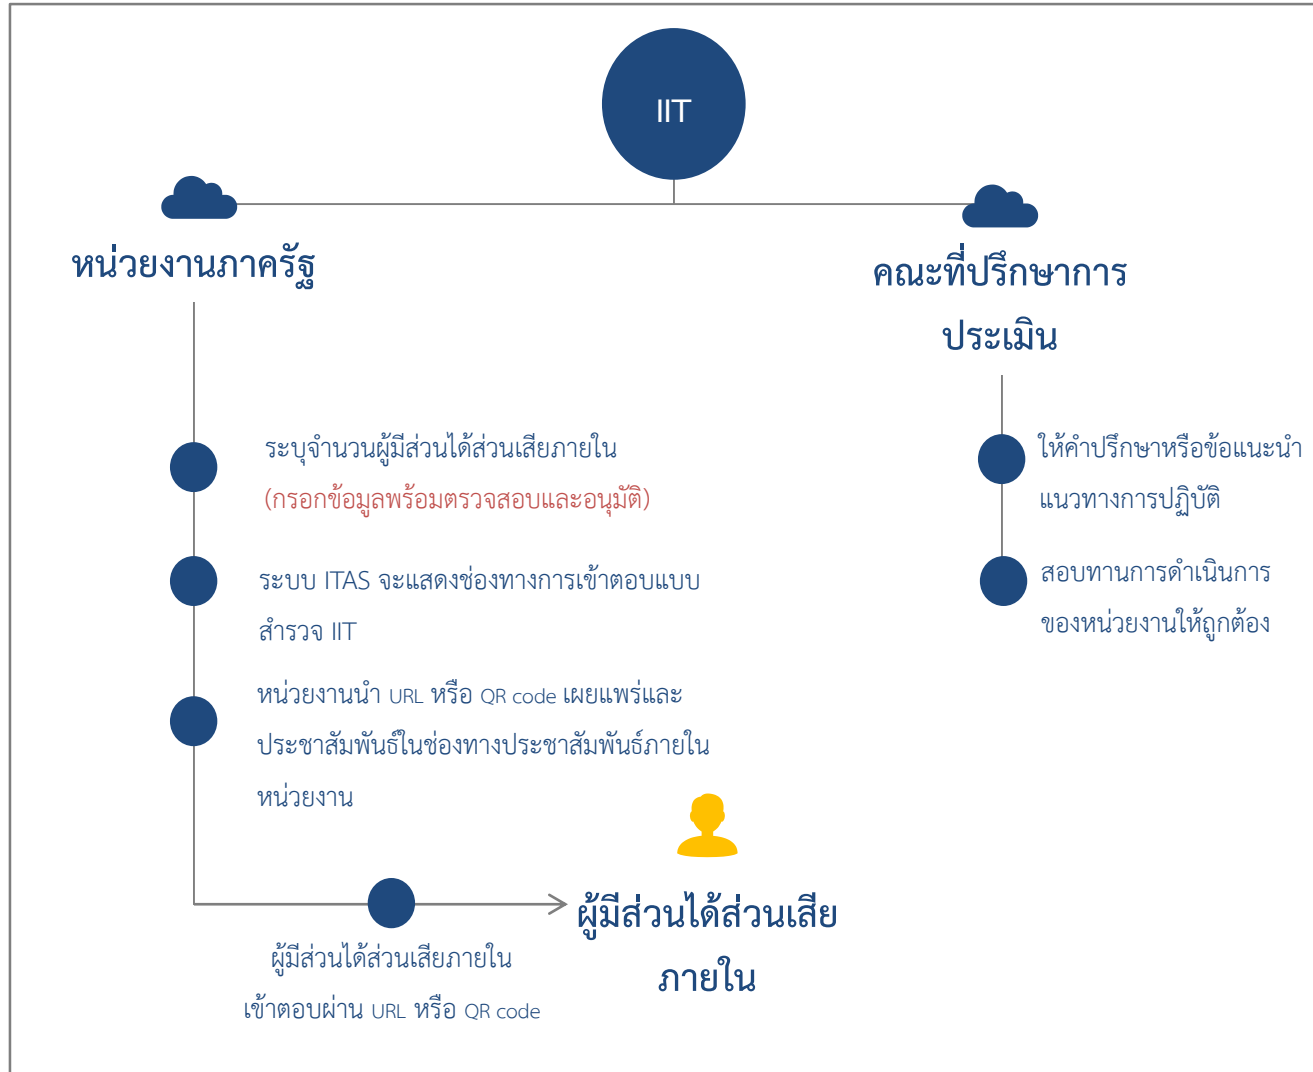 IIT
หน่วยงานภาครัฐ
ระบุจำนวนผู้มีส่วนได้ส่วนเสียภายใน
(กรอกข้อมูลพร้อมตรวจสอบและอนุมัติ)
ระบบ ITAS จะแสดงช่องทางการเข้าตอบแบบ
สำรวจ IIT
หน่วยงานนำ URL หรือ QR code เผยแพร่และ
ประชาสัมพันธ์ในช่องทางประชาสัมพันธ์ภายใน
หน่วยงาน
ผู้มีส่วนได้ส่วนเสียภายใน
เข้าตอบผ่าน URL หรือ QR code
ผู้มีส่วนได้ส่วนเสีย
ภายใน
คณะที่ปรึกษาการ
ประเมิน
ให้คำปรึกษาหรือข้อแนะนำ
แนวทางการปฏิบัติ
สอบทานการดำเนินการ
ของหน่วยงานให้ถูกต้อง